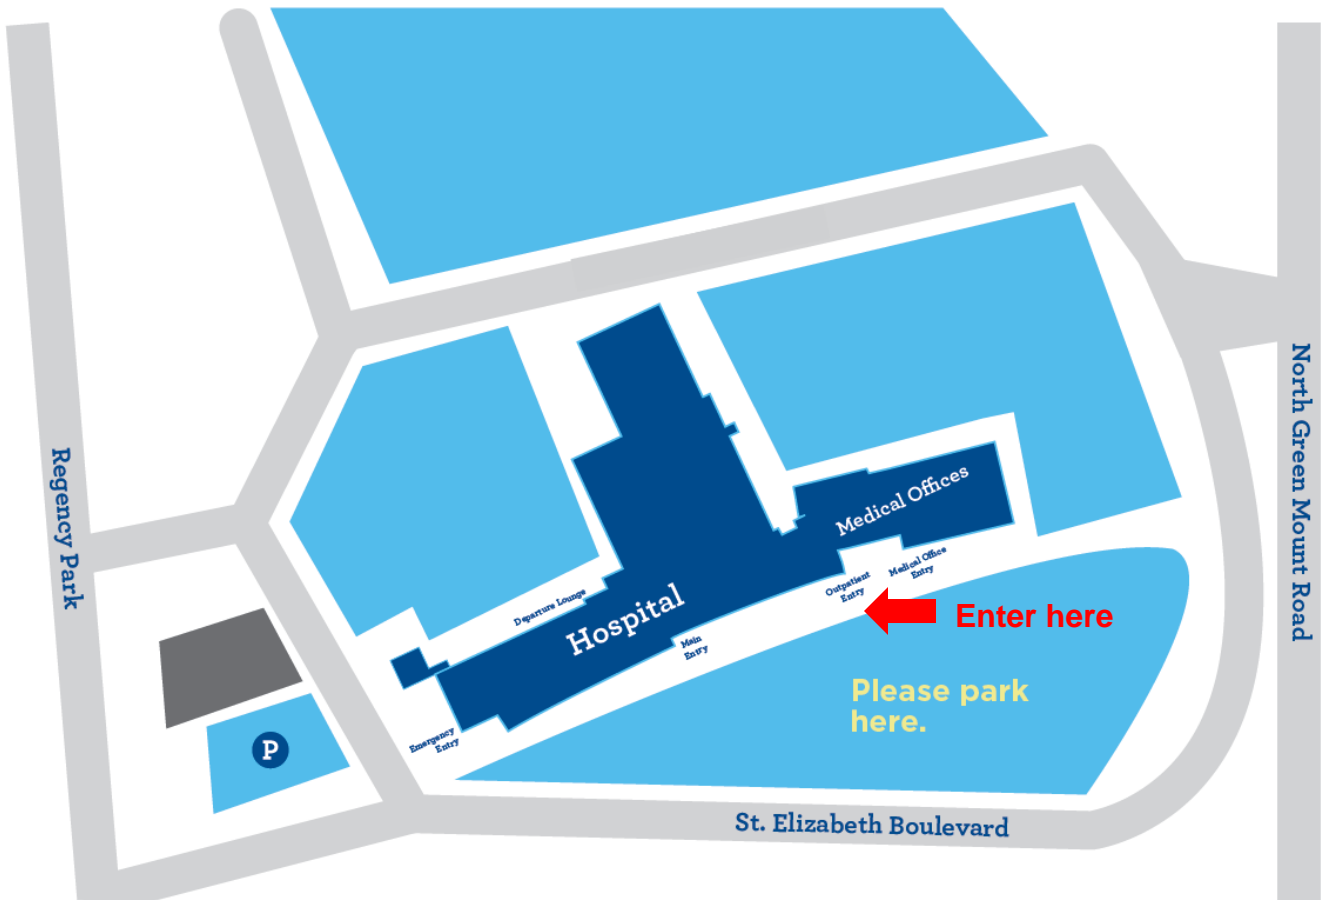 North Green Mount Road
Regency Park
Medical Offices
Medical Office
Entry
Outpatient
Entry
Departure Lounge
Hospital
Enter here
Main
Entry
Please park
here.
Emergency
Entry
P
St. Elizabeth Boulevard